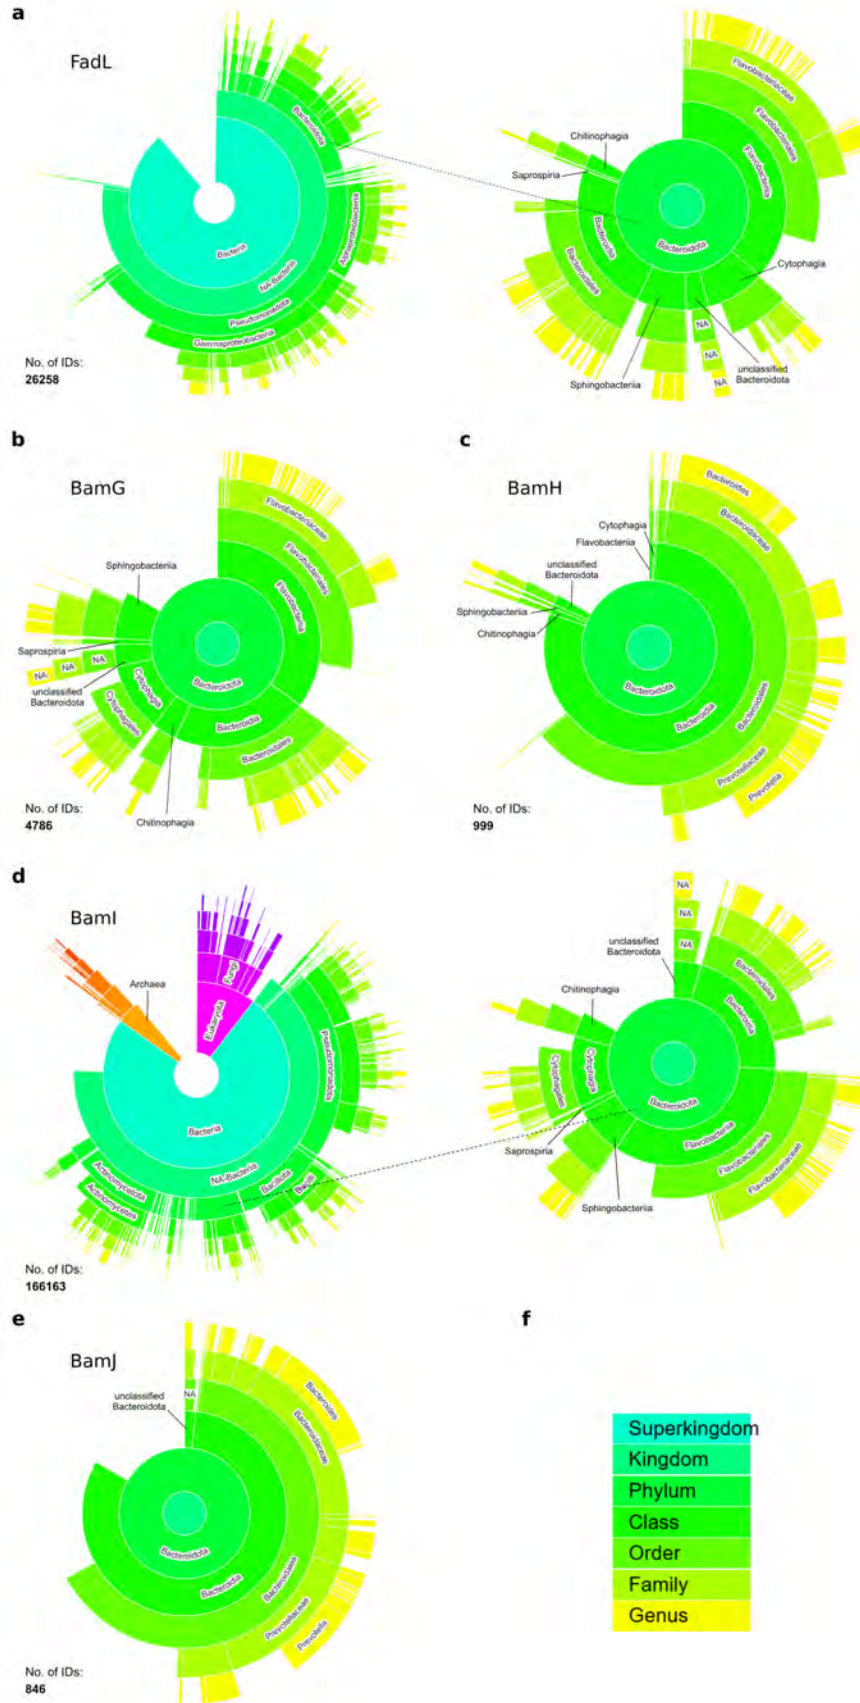 a
FadL
Bacteroidota
Alphaproteobacteria
Bacteria
NA-Bacteria
Pseudomonadota
Gammaproteobacteria
No. of IDs:
26258
Flavobacteriaceae
Flavobacteriales
Flavobacteriia
Chitinophagia
Saprospiria
Bacteroidia
Bacteroidales
Bacteroidota
Cytophagia
NA
NA
NA
unclassified
Bacteroidota
Sphingobacteriia
b
BamG
Flavobacteriaceae
Flavobacteriales
Flavobacteriia
Sphingobacteriia
Saprospiria
NA
NA
NA
unclassified
Bacteroidota
Cytophagia
Cytophagales
Bacteroidota
Bacteroidia
Bacteroidales
Chitinophagia
No. of IDs:
4786
c
BamH
Bacteroides
Bacteroidaceae
Cytophagia
Flavobacteriia
unclassified
Bacteroidota
Sphingobacteriia
Chitinophagia
Bacteroidota
Bacteroidia
Bacteroidales
Prevotellaceae
Prevotella
No. of IDs:
999
d
BamI
Archaea
Fungi
Eukaryota
Pseudomonadota
Bacteria
NA-Bacteria
Bacillota
Bacilli
Actinomycetota
Actinomycetes
No. of IDs:
166163
NA
NA
NA
unclassified
Bacteroidota
Bacteroidales
Bacteroidia
Chitinophagia
Cytophagia
Cytophagales
Bacteroidota
Flavobacteriia
Flavobacteriales
Flavobacteriaceae
Saprospiria
Sphingobacteriia
e
BamJ
unclassified
Bacteroidota
NA
Bacteroides
Bacteroidaceae
Bacteroidota
Bacteroidia
Bacteroidales
Prevotellaceae
Prevotella
No. of IDs:
846
f
Superkingdom
Kingdom
Phylum
Class
Order
Family
Genus